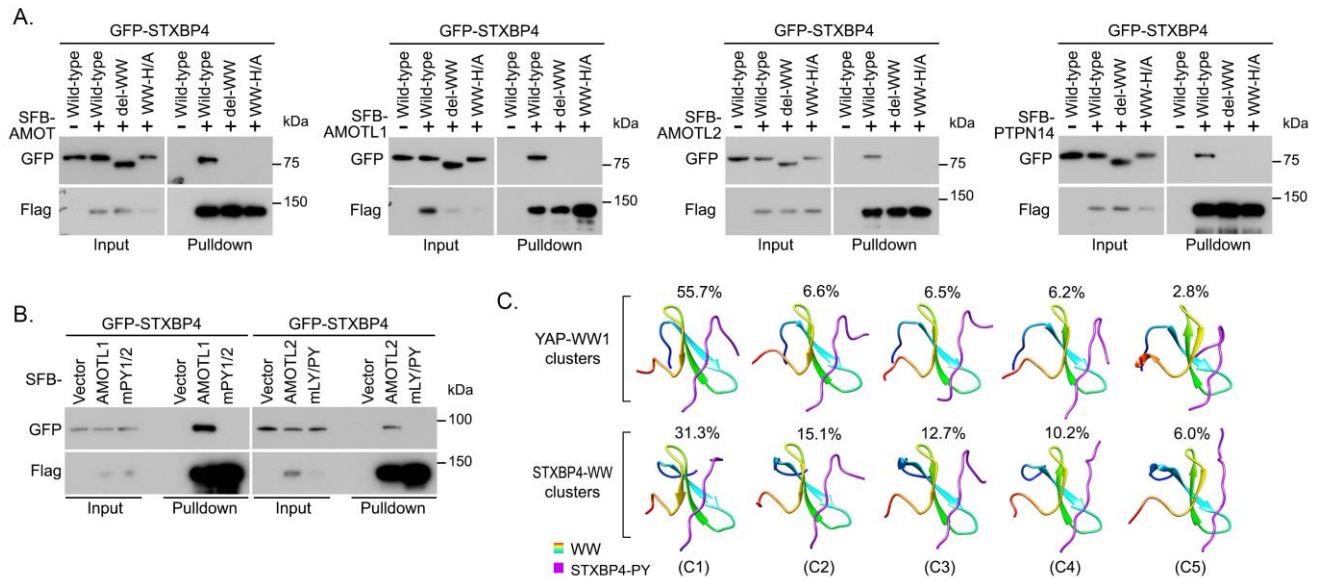 A.
GFP-STXBP4
Wild-type Wild-type del-WW WW-H/A Wild-type Wild-type del-WW WW-H/A
SFB-
AMOT - + + + - + + + kDa
GFP 75
Flag 150
Input Pulldown
GFP-STXBP4
Wild-type Wild-type del-WW WW-H/A Wild-type Wild-type del-WW WW-H/A
SFB-
AMOTL1 - + + + - + + + kDa
GFP 75
Flag 150
Input Pulldown
GFP-STXBP4
Wild-type Wild-type del-WW WW-H/A Wild-type Wild-type del-WW WW-H/A
SFB-
AMOTL2 - + + + - + + + kDa
GFP 75
Flag 150
Input Pulldown
GFP-STXBP4
Wild-type Wild-type del-WW WW-H/A Wild-type Wild-type del-WW WW-H/A
SFB-
PTPN14 - + + + - + + + kDa
GFP 75
Flag 150
Input Pulldown
B.
GFP-STXBP4 GFP-STXBP4
SFB- Vector AMOTL1 mPY1/2 Vector AMOTL1 mPY1/2 Vector AMOTL2 mLY/PY Vector AMOTL2 mLY/PY
kDa
GFP 100
Flag 150
Input Pulldown Input Pulldown
C.
55.7% 6.6% 6.5% 6.2% 2.8%
YAP-WW1
clusters
31.3% 15.1% 12.7% 10.2% 6.0%
STXBP4-WW
clusters
WW
STXBP4-PY
(C1) (C2) (C3) (C4) (C5)